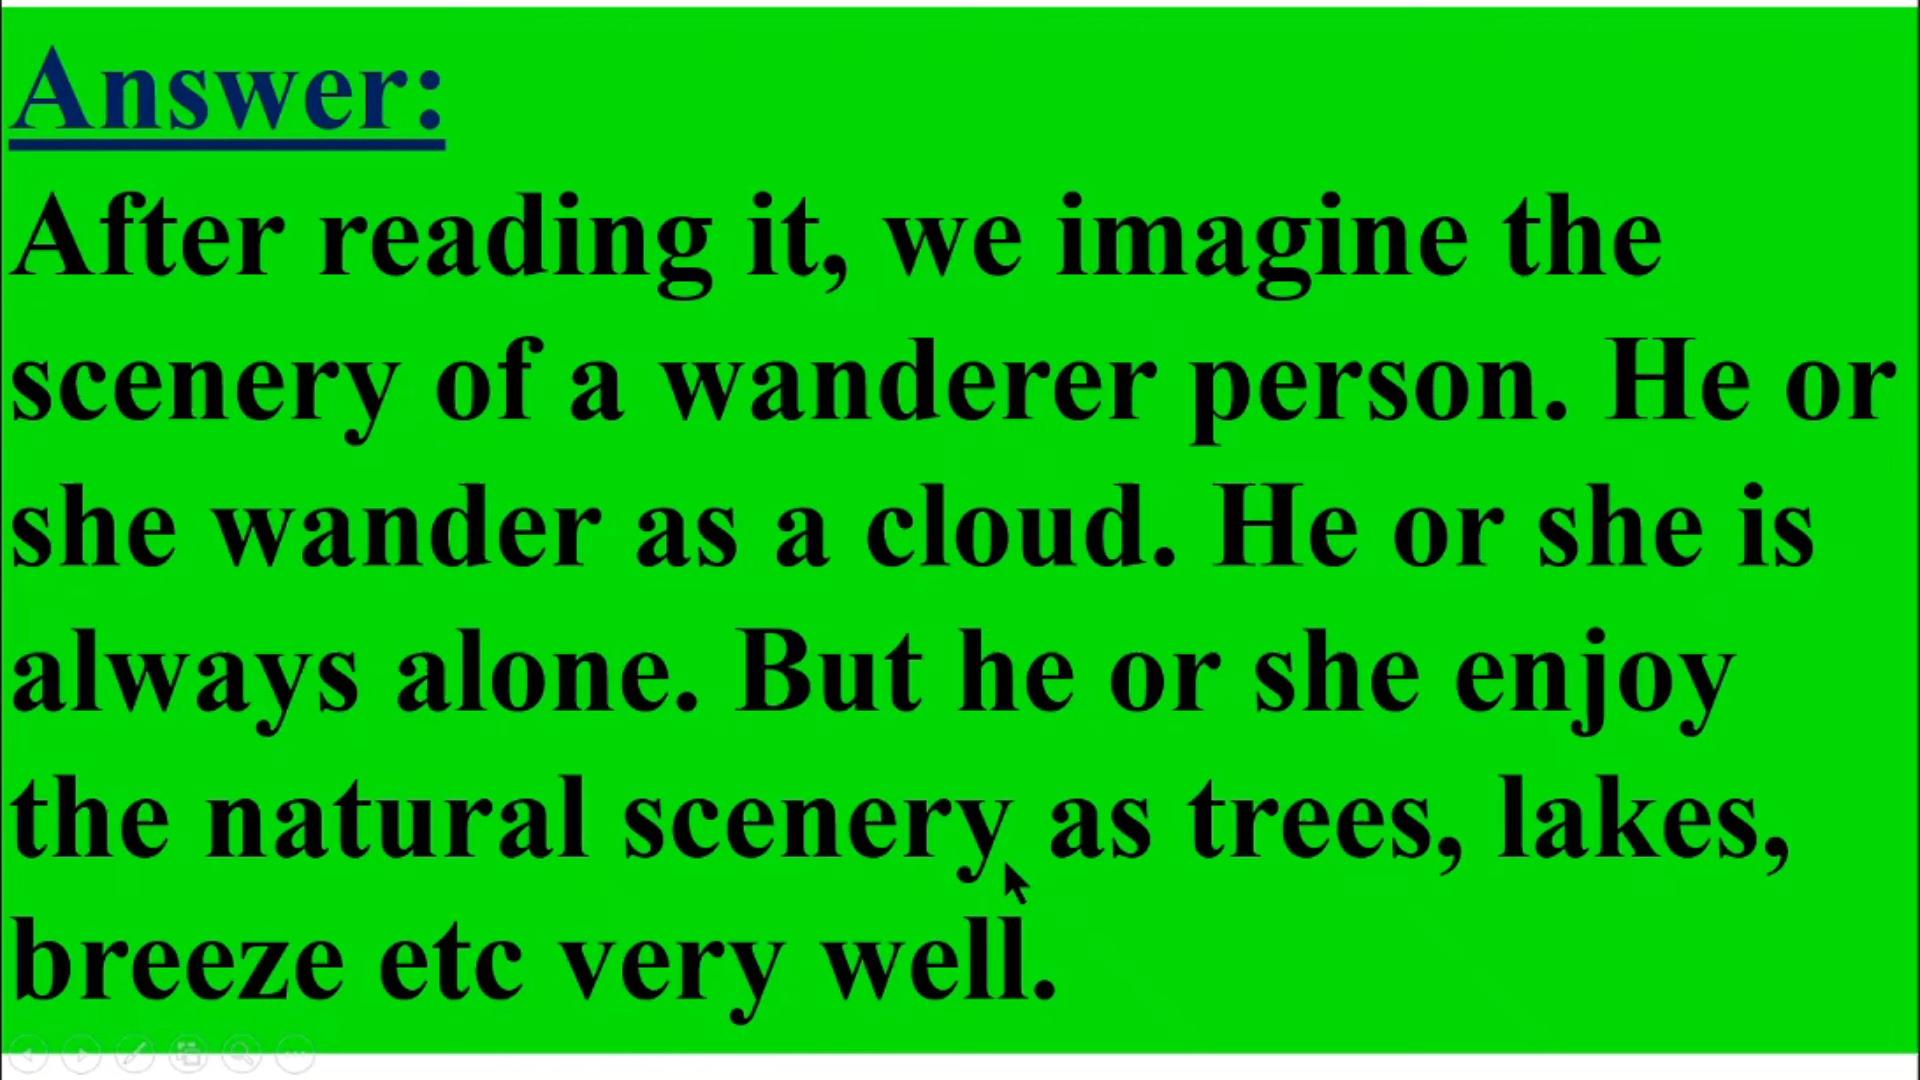 Answer:
After reading it, we imagine the
scenery of a wanderer person. He or
she wander as a cloud. He or she is
always alone. But he or she enjoy
the natural scenery as trees, lakes,
breeze etc very well.